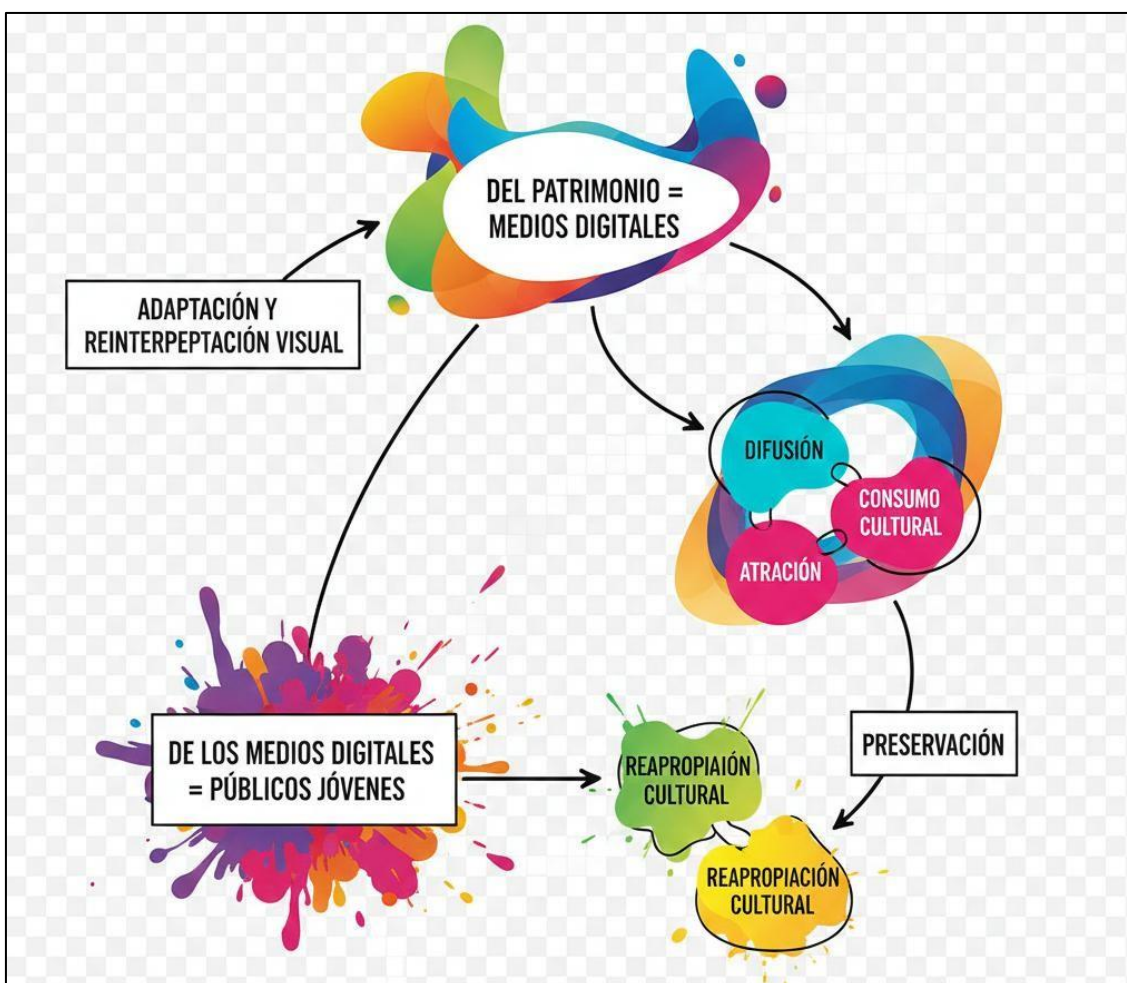 DEL PATRIMONIO =
MEDIOS DIGITALES
ADAPTACIÓN Y
REINTERPEPTACIÓN VISUAL
DIFUSIÓN
CONSUMO
CULTURAL
ATRACIÓN
DE LOS MEDIOS DIGITALES
= PÚBLICOS JÓVENES
REAPROPIAIÓN
CULTURAL
PRESERVACIÓN
REAPROPIACIÓN
CULTURAL